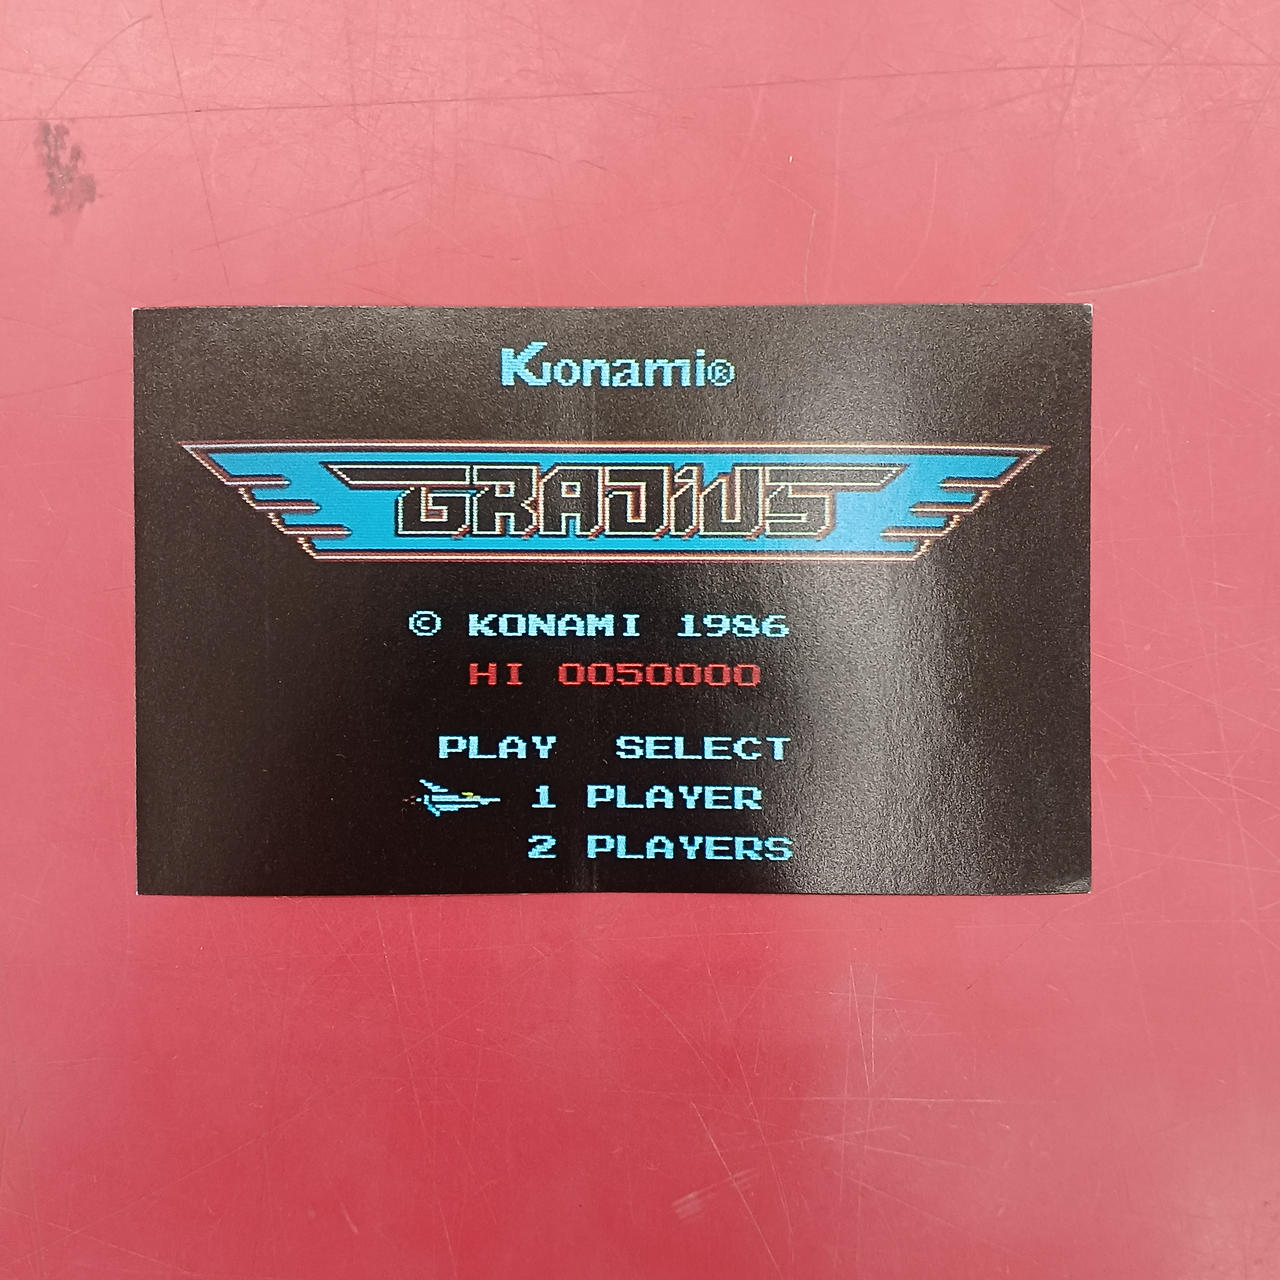 Konami®
GRADIUS
© KONAMI 1986
HI 0050000
PLAY SELECT
1 PLAYER
2 PLAYERS